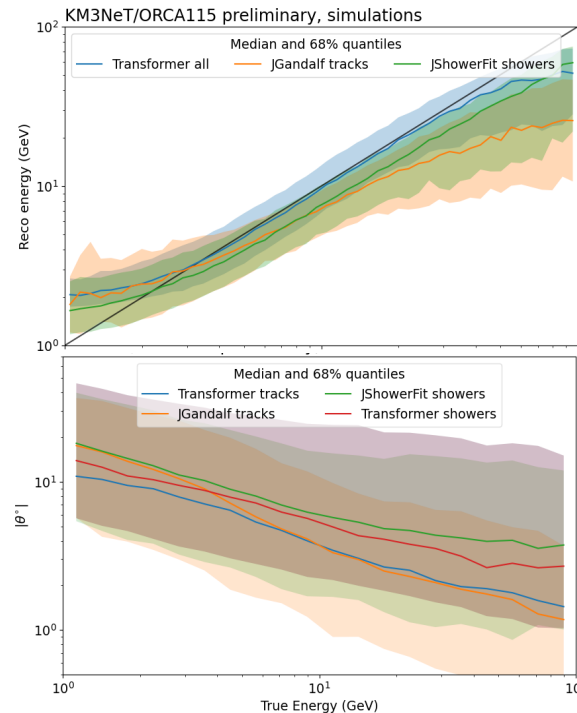 KM3NeT/ORCA115 preliminary, simulations
10²
Median and 68% quantiles
Transformer all JGandalf tracks JShowerFit showers
Reco energy (GeV)
10¹
10⁰
Median and 68% quantiles
Transformer tracks JShowerFit showers
JGandalf tracks Transformer showers
|θ°|
10¹
10⁰
10⁰ 10¹
True Energy (GeV)